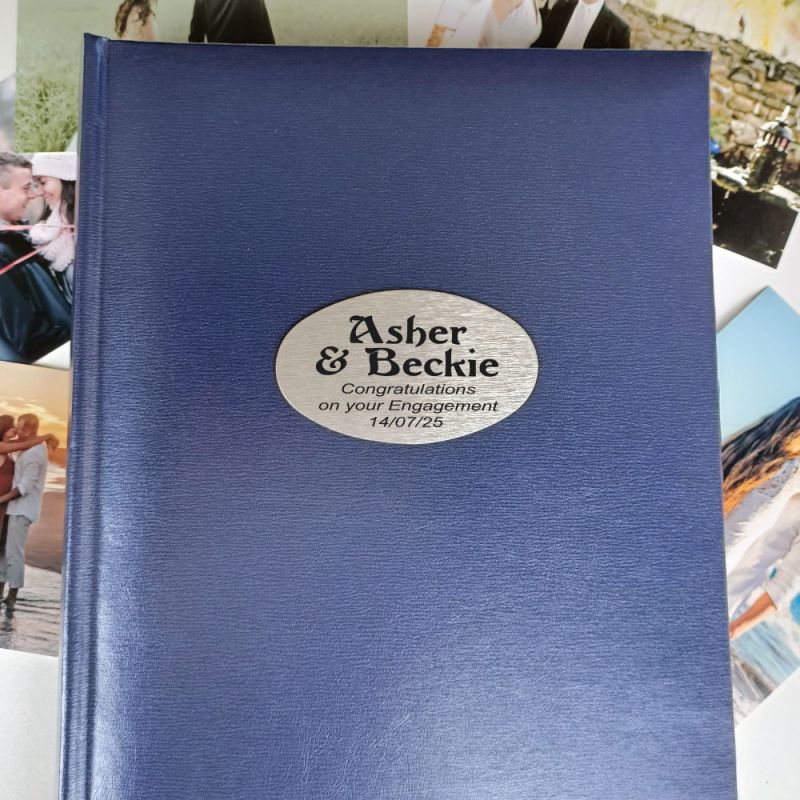 Asher
& Beckie
Congratulations
on your Engagement
14/07/25